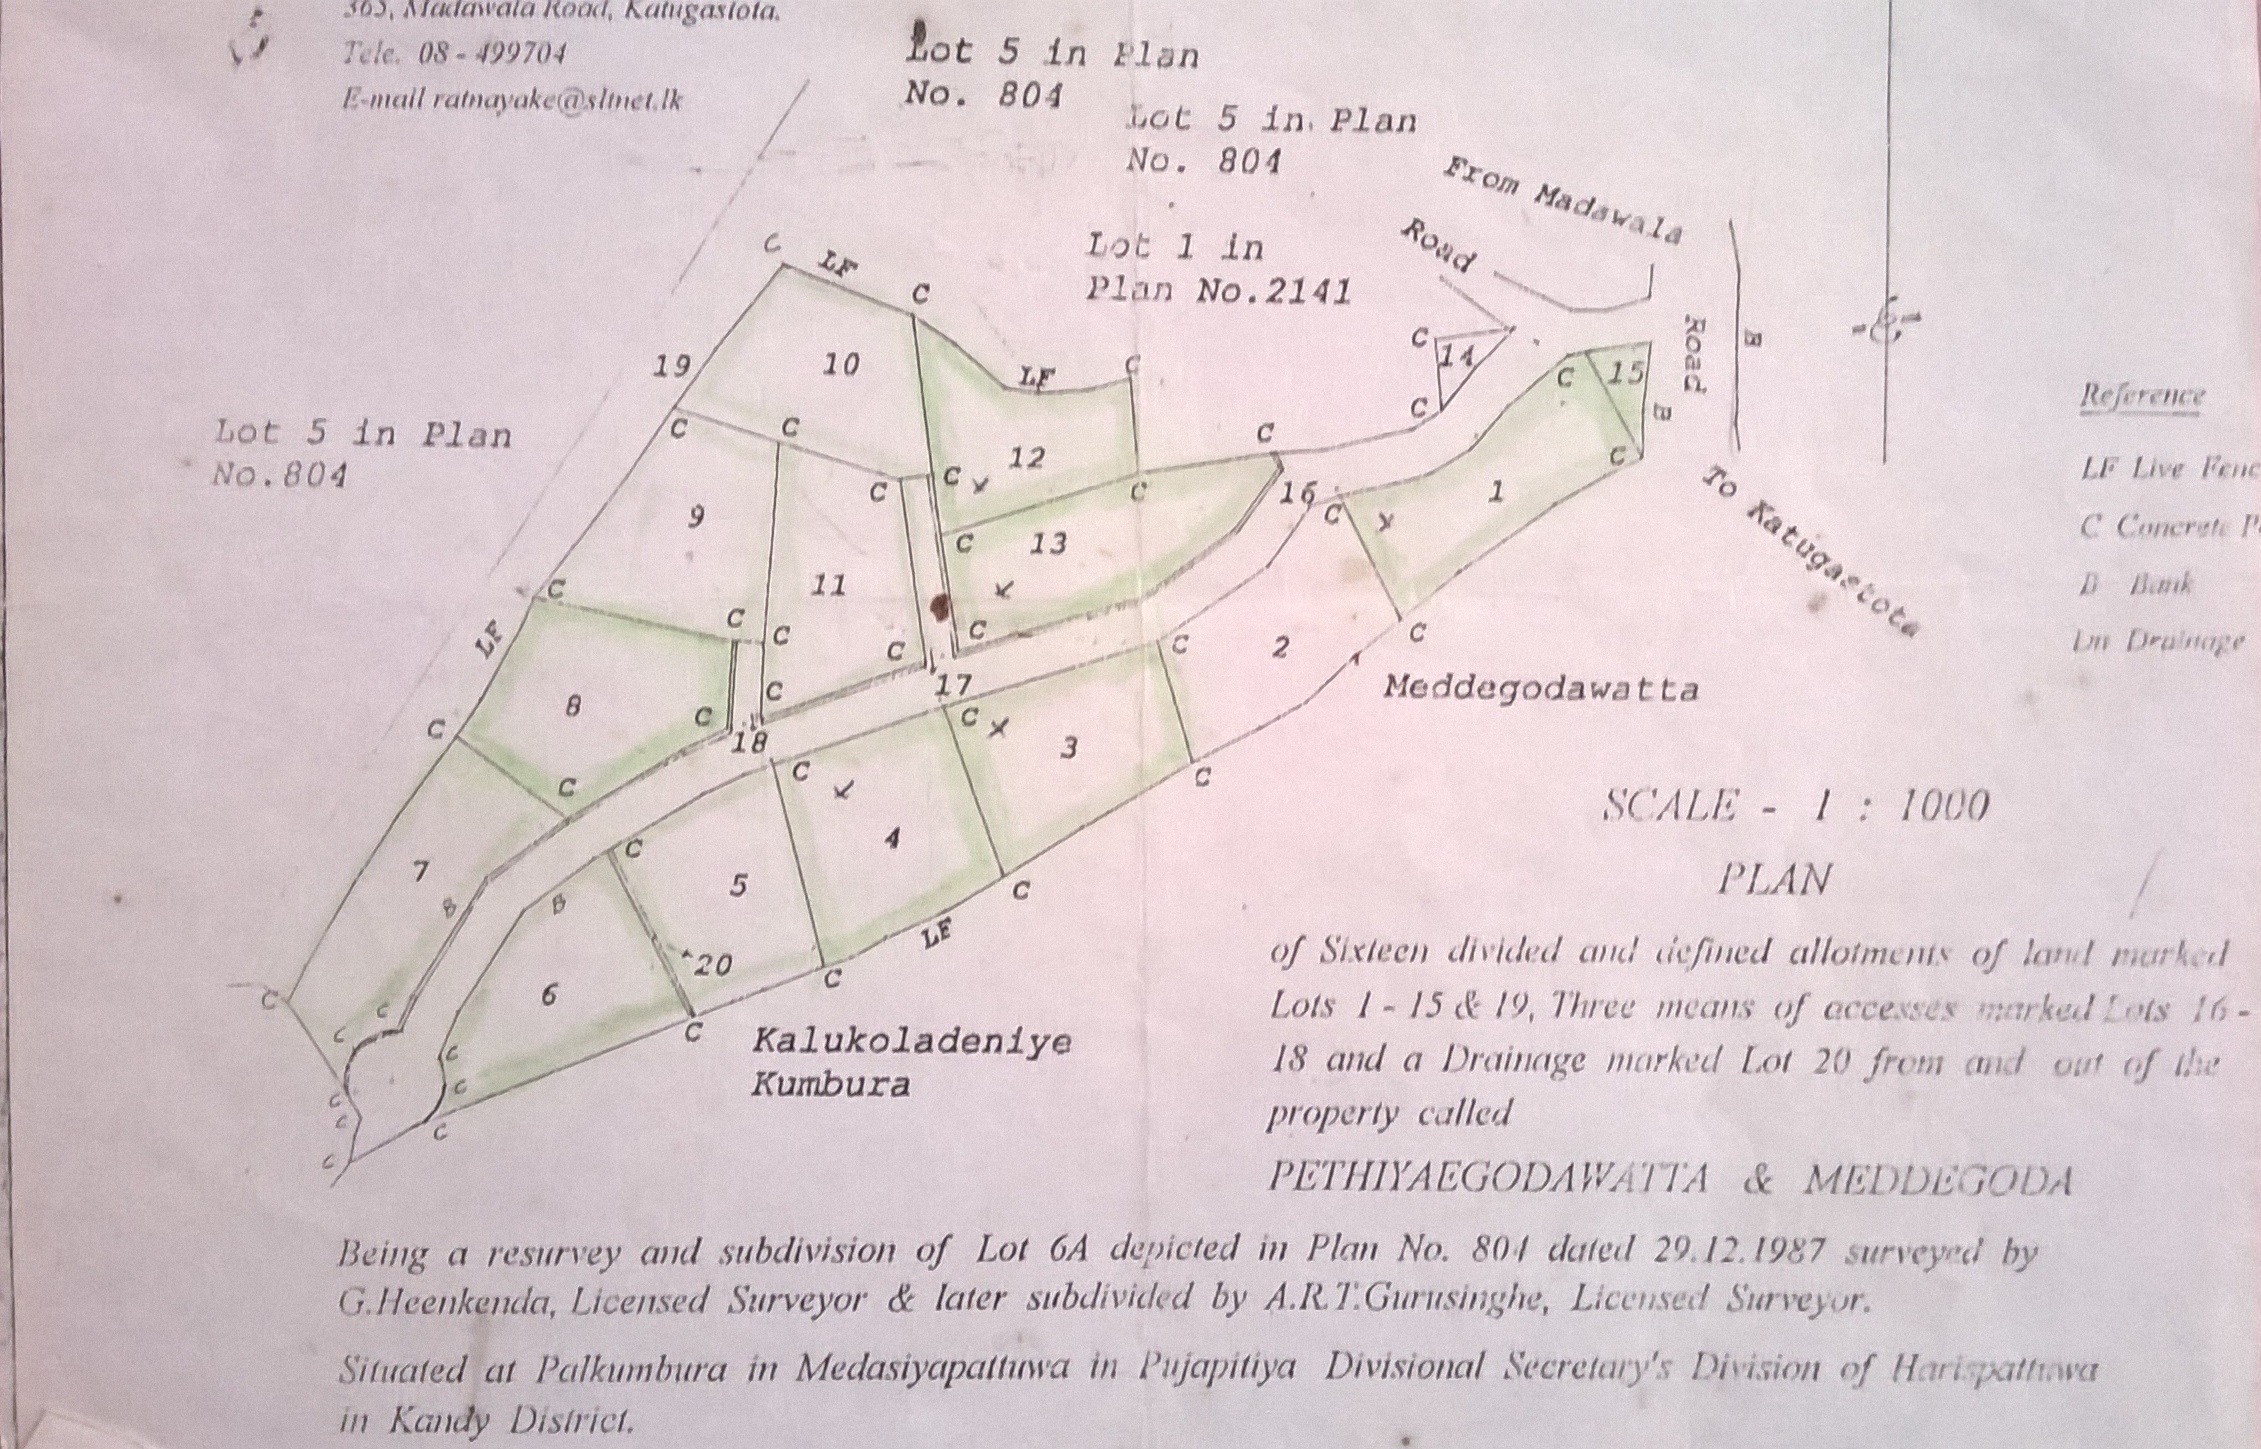 365, Madawala Road, Katugastota.
Tele. 08 - 499704
E-mail ratnayake@sltnet.lk
Lot 5 in Plan
No. 804
Lot 5 in Plan
No. 804
From Madawala
Road
Lot 1 in
Plan No.2141
C
LF
C
19
10
LF
C
C
14
C
C
15
Road
B
B
C
Reference
LF Live
C Concrete
B Bank
Dn Drainage
Lot 5 in Plan
No.804
C
C
C
C
12
C
C
16
C
1
To Katugastota
9
11
C
13
C
LF
C
C
C
C
C
17
C
2
C
Meddegodawatta
C
8
C
C
18
C
C
3
C
C
4
SCALE - 1 : 1000
PLAN
7
B
B
C
5
C
LF
20
6
C
C
C
C
C
C
C
C
C
C
C
Kalukoladeniye
Kumbura
of Sixteen divided and defined allotments of land marked
Lots 1 - 15 & 19, Three means of accesses marked Lots 16 -
18 and a Drainage marked Lot 20 from and out of the
property called
PETHIYAEGODAWATTA & MEDDEGODA
Being a resurvey and subdivision of Lot 6A depicted in Plan No. 804 dated 29.12.1987 surveyed by
G.Heenkenda, Licensed Surveyor & later subdivided by A.R.T.Gurusinghe, Licensed Surveyor.
Situated at Palkumbura in Medasiyapattuwa in Pujapitiya Divisional Secretary's Division of Harispattuwa
in Kandy District.